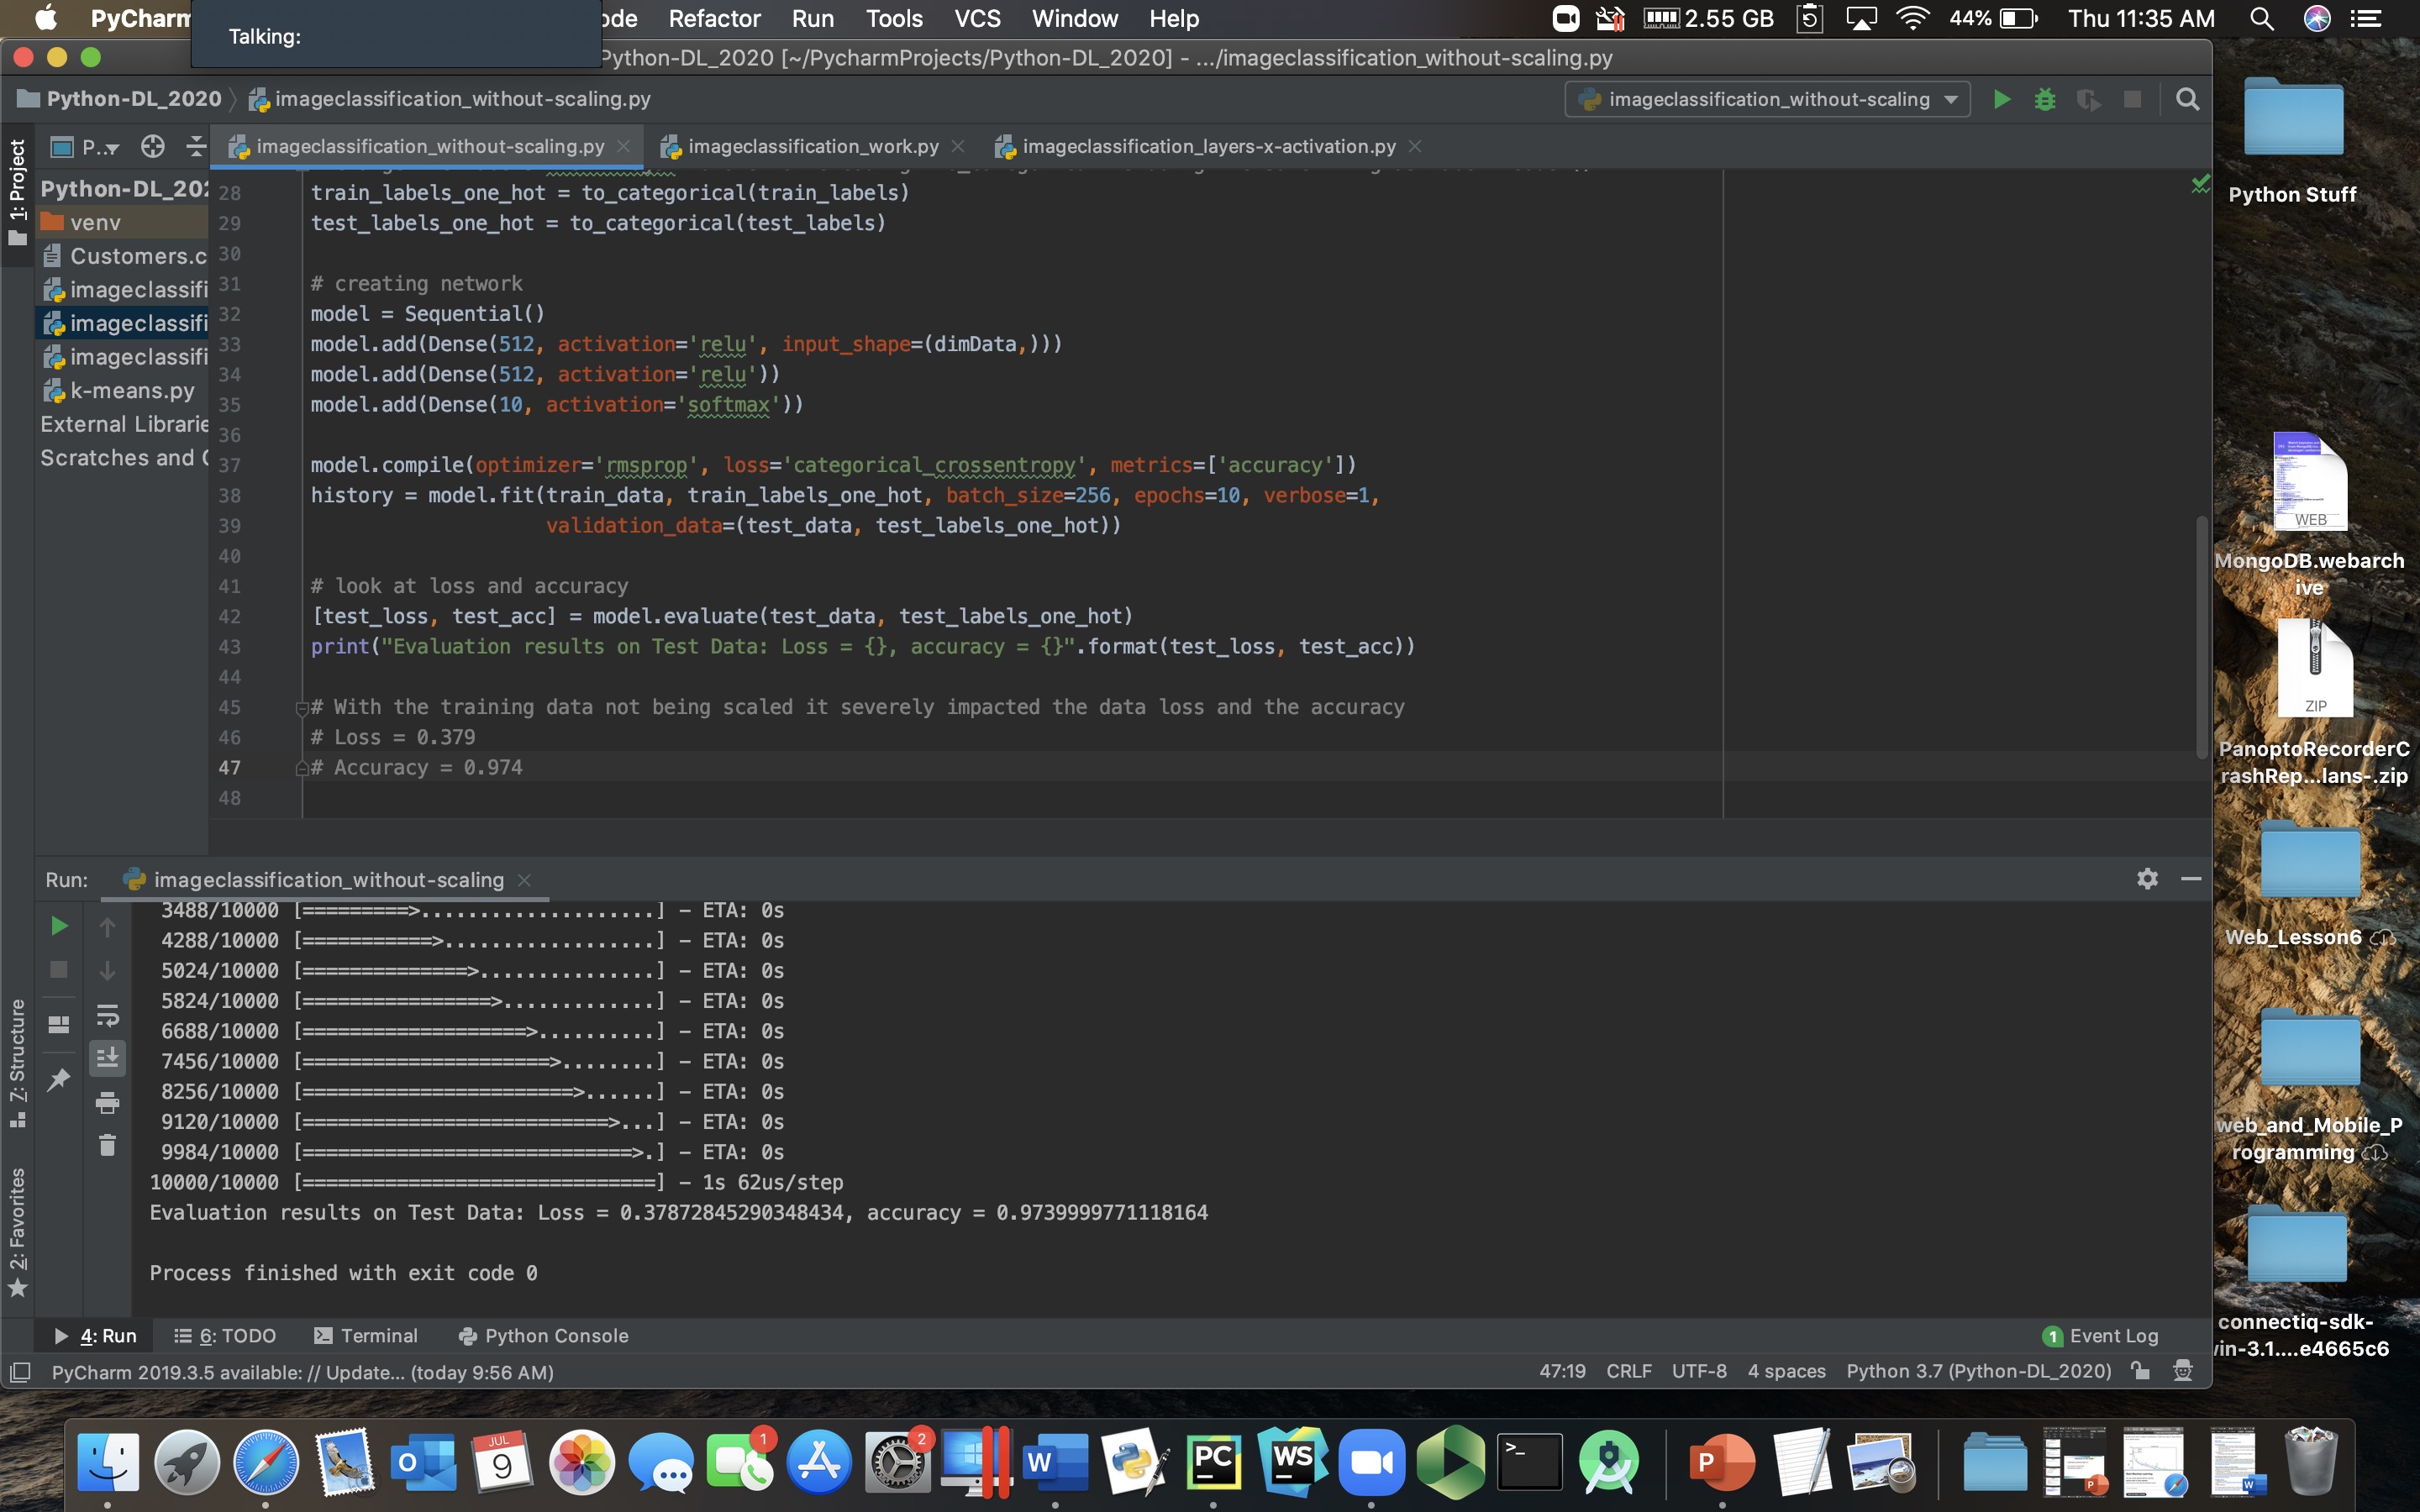 PyCharm
Talking:
ode Refactor Run Tools VCS Window Help
2.55 GB 44% Thu 11:35 AM
Python-DL_2020 [~/PycharmProjects/Python-DL_2020] - .../imageclassification_without-scaling.py
Python-DL_2020 imageclassification_without-scaling.py
imageclassification_without-scaling
P..
imageclassification_without-scaling.py imageclassification_work.py imageclassification_layers-x-activation.py
1: Project
Python-DL_202
venv
Customers.c
imageclassifi
imageclassifi
imageclassifi
k-means.py
External Librarie
Scratches and
28 train_labels_one_hot = to_categorical(train_labels)
29 test_labels_one_hot = to_categorical(test_labels)
30
31 # creating network
32 model = Sequential()
33 model.add(Dense(512, activation='relu', input_shape=(dimData,)))
34 model.add(Dense(512, activation='relu'))
35 model.add(Dense(10, activation='softmax'))
36
37 model.compile(optimizer='rmsprop', loss='categorical_crossentropy', metrics=['accuracy'])
38 history = model.fit(train_data, train_labels_one_hot, batch_size=256, epochs=10, verbose=1,
39 validation_data=(test_data, test_labels_one_hot))
40
41 # look at loss and accuracy
42 [test_loss, test_acc] = model.evaluate(test_data, test_labels_one_hot)
43 print("Evaluation results on Test Data: Loss = {}, accuracy = {}".format(test_loss, test_acc))
44
45 # With the training data not being scaled it severely impacted the data loss and the accuracy
46 # Loss = 0.379
47 # Accuracy = 0.974
48
Run: imageclassification_without-scaling
3488/10000 [=========>....................] - ETA: 0s
4288/10000 [===========>..................] - ETA: 0s
5024/10000 [==============>...............] - ETA: 0s
5824/10000 [================>.............] - ETA: 0s
6688/10000 [===================>..........] - ETA: 0s
7456/10000 [=====================>........] - ETA: 0s
8256/10000 [=======================>......] - ETA: 0s
9120/10000 [==========================>...] - ETA: 0s
9984/10000 [============================>.] - ETA: 0s
10000/10000 [==============================] - 1s 62us/step
Evaluation results on Test Data: Loss = 0.37872845290348434, accuracy = 0.9739999771118164
Process finished with exit code 0
7: Structure
2: Favorites
4: Run 6: TODO Terminal Python Console
1 Event Log
PyCharm 2019.3.5 available: // Update... (today 9:56 AM)
47:19 CRLF UTF-8 4 spaces Python 3.7 (Python-DL_2020)
Python Stuff
WEB
MongoDB.webarch
ive
ZIP
PanoptoRecorderC
rashRep...lans-.zip
Web_Lesson6
web_and_Mobile_P
rogramming
connectiq-sdk-
win-3.1....e4665c6
JUL
9
1
2
W
PC
WS
>_
P